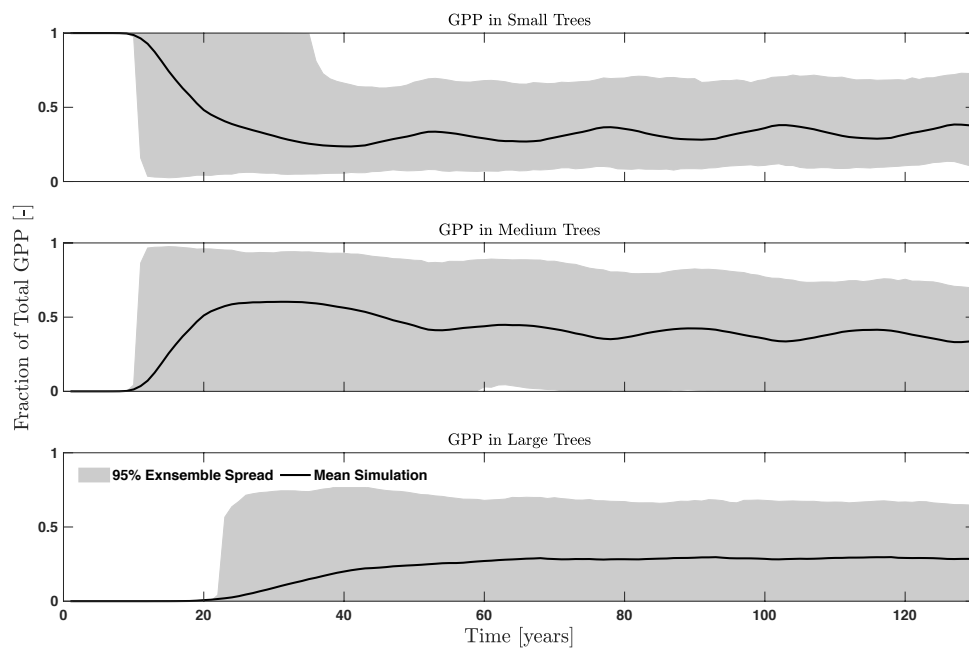 GPP in Small Trees
1
0.5
0
GPP in Medium Trees
1
0.5
0
Fraction of Total GPP [-]
GPP in Large Trees
1
95% Exnsemble Spread Mean Simulation
0.5
0
0 20 40 60 80 100 120
Time [years]